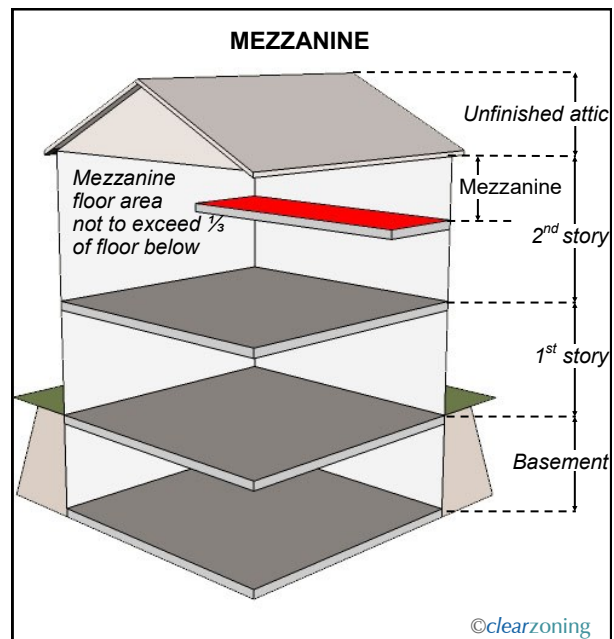 MEZZANINE
Unfinished attic
Mezzanine
floor area
not to exceed ⅓
of floor below
Mezzanine
2nd story
1st story
Basement
©clearzoning